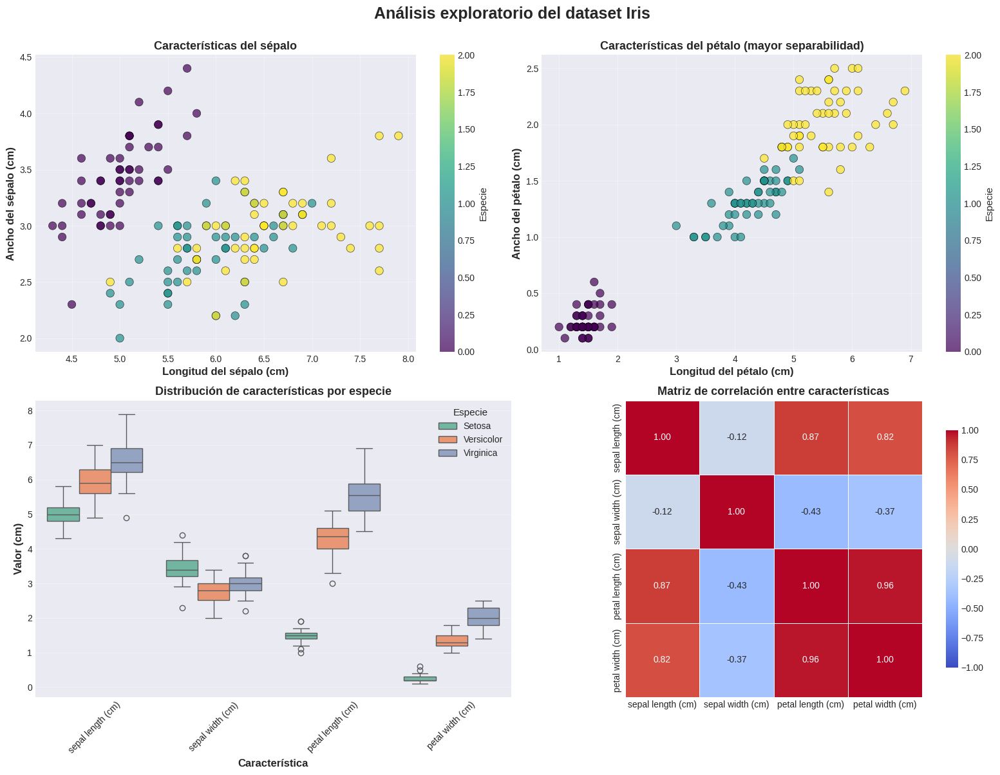 Análisis exploratorio del dataset Iris
Características del sépalo
Ancho del sépalo (cm)
4.5
4.0
3.5
3.0
2.5
2.0
4.5 5.0 5.5 6.0 6.5 7.0 7.5 8.0
Longitud del sépalo (cm)
2.00
1.75
1.50
1.25
1.00
0.75
0.50
0.25
0.00
Especie
Características del pétalo (mayor separabilidad)
Ancho del pétalo (cm)
2.5
2.0
1.5
1.0
0.5
0.0
1 2 3 4 5 6 7
Longitud del pétalo (cm)
2.00
1.75
1.50
1.25
1.00
0.75
0.50
0.25
0.00
Especie
Distribución de características por especie
Valor (cm)
8
7
6
5
4
3
2
1
0
Especie
Setosa
Versicolor
Virginica
sepal length (cm)
sepal width (cm)
petal length (cm)
petal width (cm)
Característica
Matriz de correlación entre características
sepal length (cm)
1.00 -0.12 0.87 0.82
sepal width (cm)
-0.12 1.00 -0.43 -0.37
petal length (cm)
0.87 -0.43 1.00 0.96
petal width (cm)
0.82 -0.37 0.96 1.00
sepal length (cm) sepal width (cm) petal length (cm) petal width (cm)
1.00
0.75
0.50
0.25
0.00
−0.25
−0.50
−0.75
−1.00